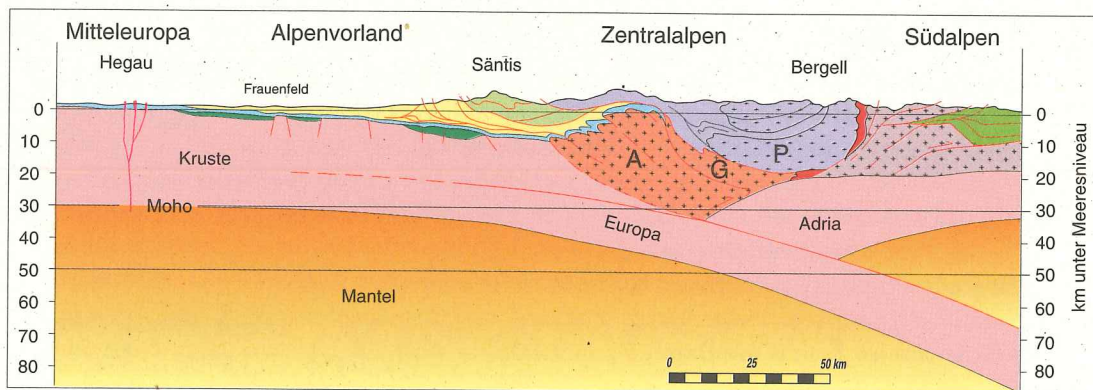 Mitteleuropa Alpenvorland Zentralalpen Südalpen
Hegau Frauenfeld Säntis Bergell
0 0
10 A G P 10
Kruste
20 20
30 Moho 30
Europa Adria
40 40
50 50
60 Mantel 60
70 70
80 80
km unter Meeresniveau
0 25 50 km